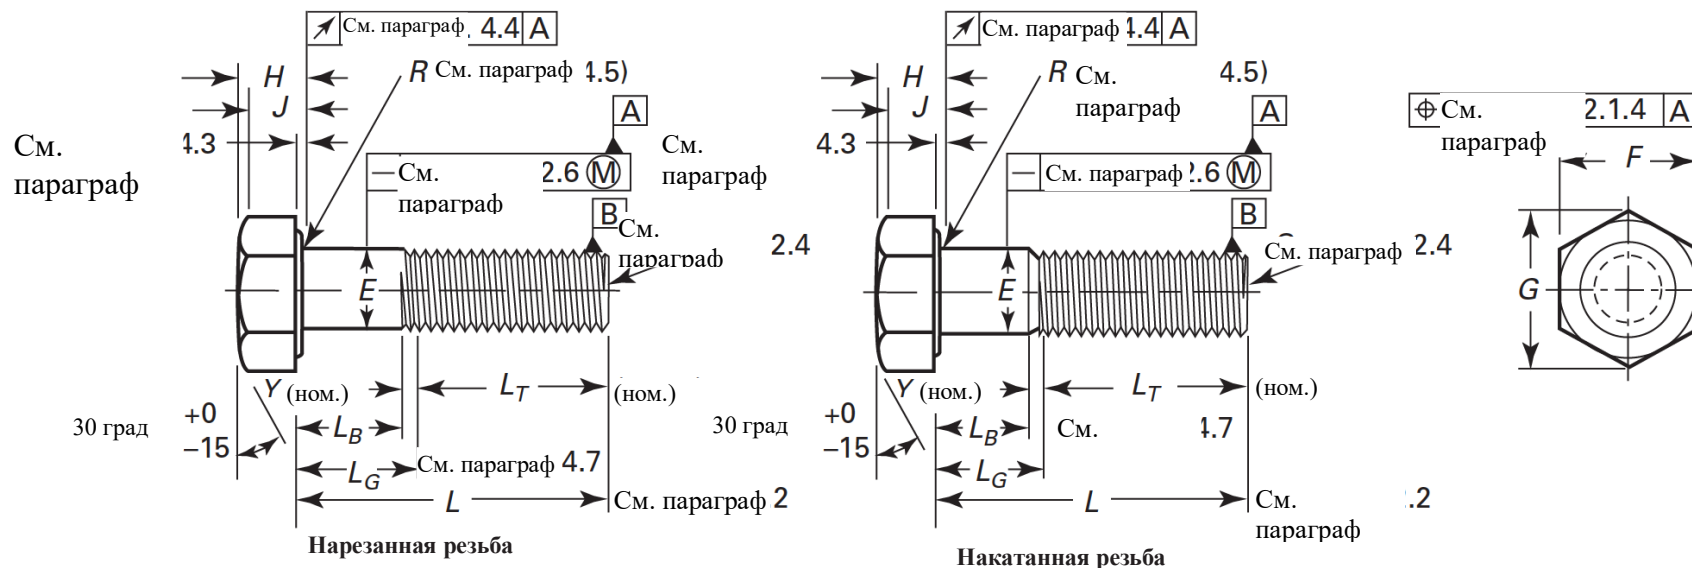 См. параграф 4.4 A
H
J
R См. параграф 4.5)
A
4.3
См.
параграф
См.
параграф
— См.
параграф
2.6 M
B
См.
параграф
2.4
E
Y (ном.)
L_T
(ном.)
30 град
+0
–15
L_B
L_G
См. параграф 4.7
L
См. параграф 2
Нарезанная резьба
См. параграф 4.4 A
H
J
R См.
параграф
4.5)
A
4.3
— См. параграф 2.6 M
B
См. параграф
2.4
E
Y (ном.)
L_T
(ном.)
30 град
+0
–15
L_B
См.
4.7
L_G
L
См.
параграф
.2
Накатанная резьба
⌖ См.
параграф
2.1.4 A
F
G